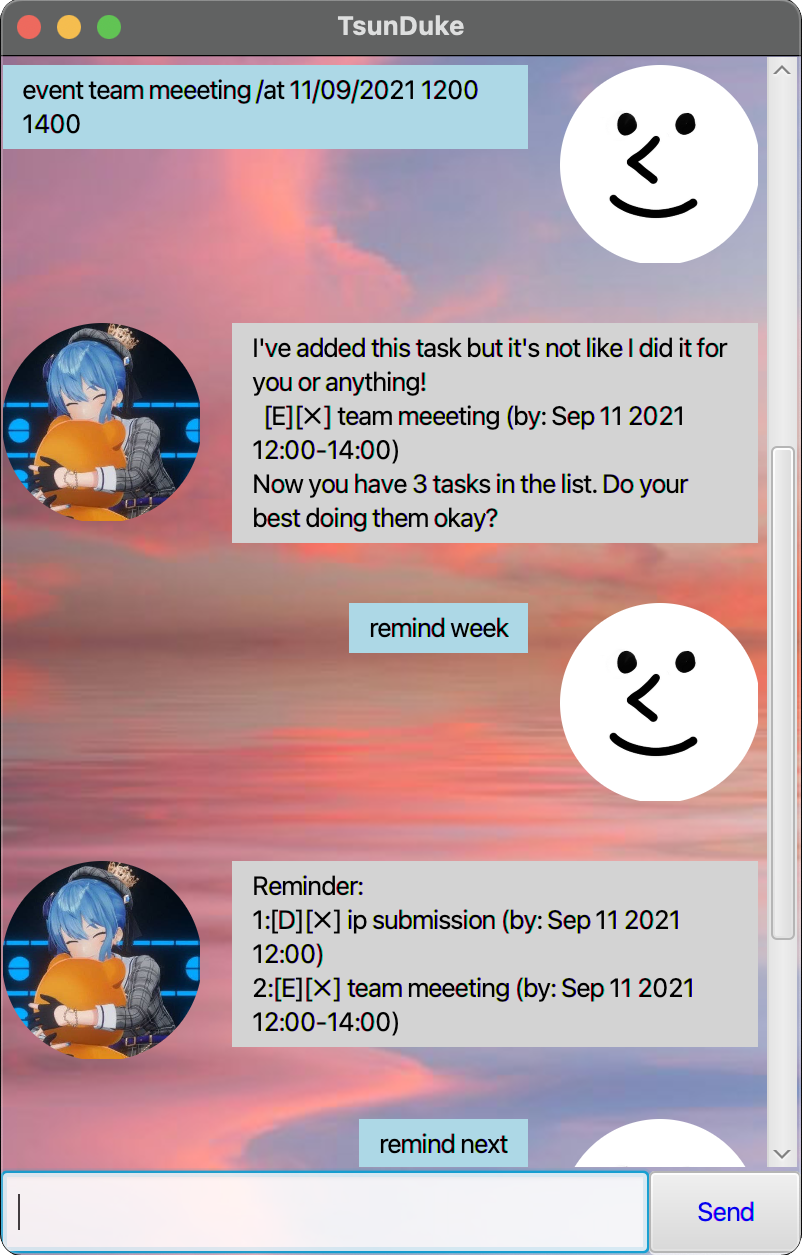 TsunDuke
event team meeeting /at 11/09/2021 1200
1400
I've added this task but it's not like I did it for
you or anything!
[E][✕] team meeeting (by: Sep 11 2021
12:00-14:00)
Now you have 3 tasks in the list. Do your
best doing them okay?
remind week
Reminder:
1:[D][✕] ip submission (by: Sep 11 2021
12:00)
2:[E][✕] team meeeting (by: Sep 11 2021
12:00-14:00)
remind next
Send